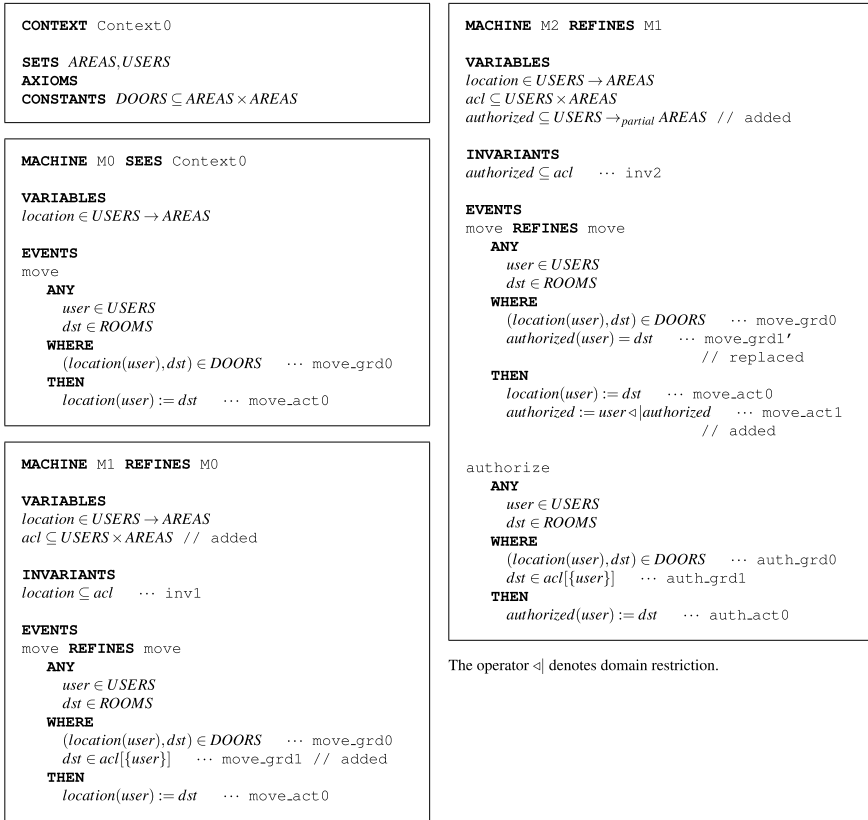 CONTEXT Context0
SETS AREAS,USERS
AXIOMS
CONSTANTS DOORS ⊆ AREAS × AREAS
MACHINE M0 SEES Context0
VARIABLES
location ∈ USERS → AREAS
EVENTS
move
ANY
user ∈ USERS
dst ∈ ROOMS
WHERE
(location(user),dst) ∈ DOORS ··· move_grd0
THEN
location(user) := dst ··· move_act0
MACHINE M1 REFINES M0
VARIABLES
location ∈ USERS → AREAS
acl ⊆ USERS × AREAS // added
INVARIANTS
location ⊆ acl ··· inv1
EVENTS
move REFINES move
ANY
user ∈ USERS
dst ∈ ROOMS
WHERE
(location(user),dst) ∈ DOORS ··· move_grd0
dst ∈ acl[{user}] ··· move_grd1 // added
THEN
location(user) := dst ··· move_act0
MACHINE M2 REFINES M1
VARIABLES
location ∈ USERS → AREAS
acl ⊆ USERS × AREAS
authorized ⊆ USERS →partial AREAS // added
INVARIANTS
authorized ⊆ acl ··· inv2
EVENTS
move REFINES move
ANY
user ∈ USERS
dst ∈ ROOMS
WHERE
(location(user),dst) ∈ DOORS ··· move_grd0
authorized(user) = dst ··· move_grd1'
// replaced
THEN
location(user) := dst ··· move_act0
authorized := user ◁| authorized ··· move_act1
// added
authorize
ANY
user ∈ USERS
dst ∈ ROOMS
WHERE
(location(user),dst) ∈ DOORS ··· auth_grd0
dst ∈ acl[{user}] ··· auth_grd1
THEN
authorized(user) := dst ··· auth_act0
The operator ◁| denotes domain restriction.